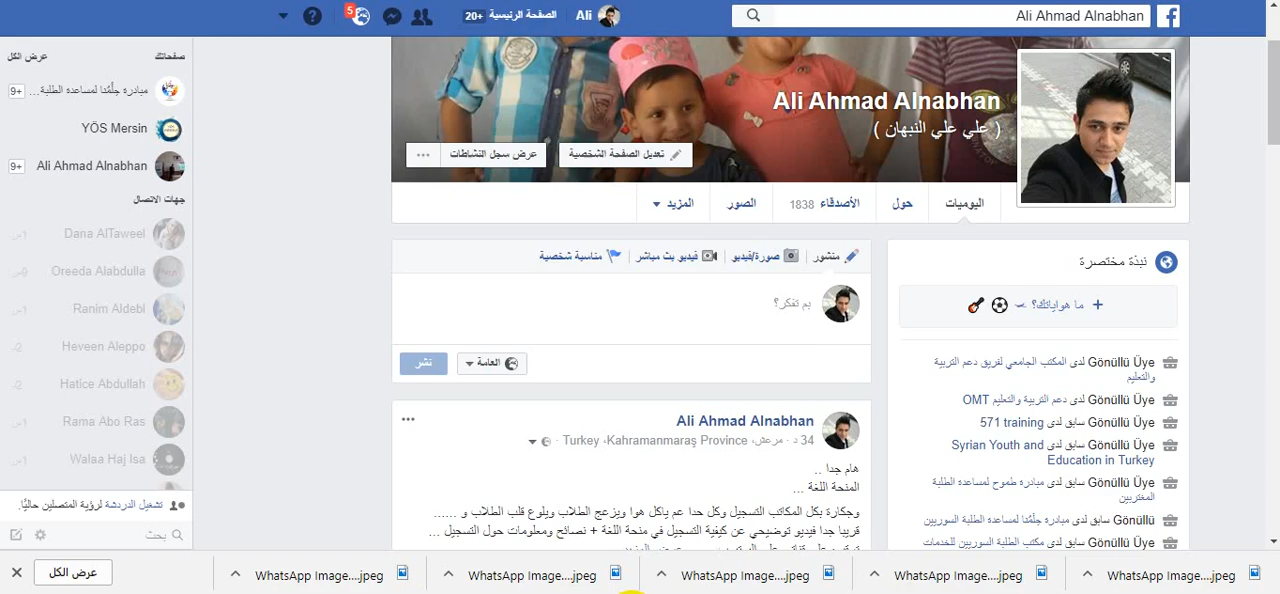 Ali Ahmad Alnabhan
Ali
الصفحة الرئيسية +20
5
?
صفحاتك
عرض الكل
مبادرة جلّقنا لمساعدة الطلبة...
9+
YÖS Mersin
Ali Ahmad Alnabhan
9+
جهات الاتصال
Dana AlTaweel
Oreeda Alabdulla
Ranim Aldebl
Heveen Aleppo
Hatice Abdullah
Rama Abo Ras
Walaa Haj Isa
تشغيل الدردشة لرؤية المتصلين حاليًا.
بحث
Ali Ahmad Alnabhan
( علي علي النبهان )
تعديل الصفحة الشخصية
عرض سجل النشاطات
اليوميات
حول
الأصدقاء 1838
الصور
المزيد
نبذة مختصرة
+ ما هواياتك؟
Gönüllü Üye لدى المكتب الجامعي لفريق دعم التربية
والتعليم
Gönüllü Üye لدى دعم التربية والتعليم OMT
Gönüllü Üye سابق لدى 571 training
Gönüllü Üye سابق لدى Syrian Youth and
Education in Turkey
Gönüllü Üye سابق لدى مبادرة طموح لمساعدة الطلبة
المغتربين
Gönüllü سابق لدى مبادرة جلّقنا لمساعدة الطلبة السوريين
Gönüllü Üye سابق لدى مكتب الطلبة السوريين للخدمات
منشور
صورة/فيديو
فيديو بث مباشر
مناسبة شخصية
بم تفكر؟
العامة
نشر
Ali Ahmad Alnabhan
34 د · مرعش، Turkey ،Kahramanmaraş Province ·
هام جدا ..
المنحة اللغة ...
وجكارة بكل المكاتب التسجيل وكل حدا عم ياكل هوا ويزعج الطلاب ويلوع قلب الطلاب و ......
قريبا جدا فيديو توضيحي عن كيفية التسجيل في منحة اللغة + نصائح ومعلومات حول التسجيل ...
WhatsApp Image....jpeg
WhatsApp Image....jpeg
WhatsApp Image....jpeg
WhatsApp Image....jpeg
WhatsApp Image....jpeg
عرض الكل